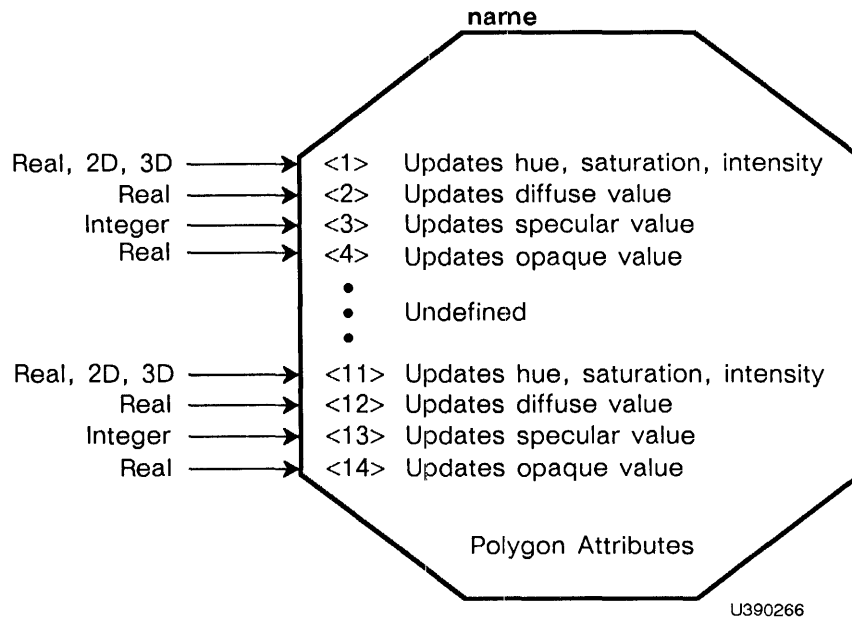 name
Real, 2D, 3D <1> Updates hue, saturation, intensity
Real <2> Updates diffuse value
Integer <3> Updates specular value
Real <4> Updates opaque value
Undefined
Real, 2D, 3D <11> Updates hue, saturation, intensity
Real <12> Updates diffuse value
Integer <13> Updates specular value
Real <14> Updates opaque value
Polygon Attributes
U390266